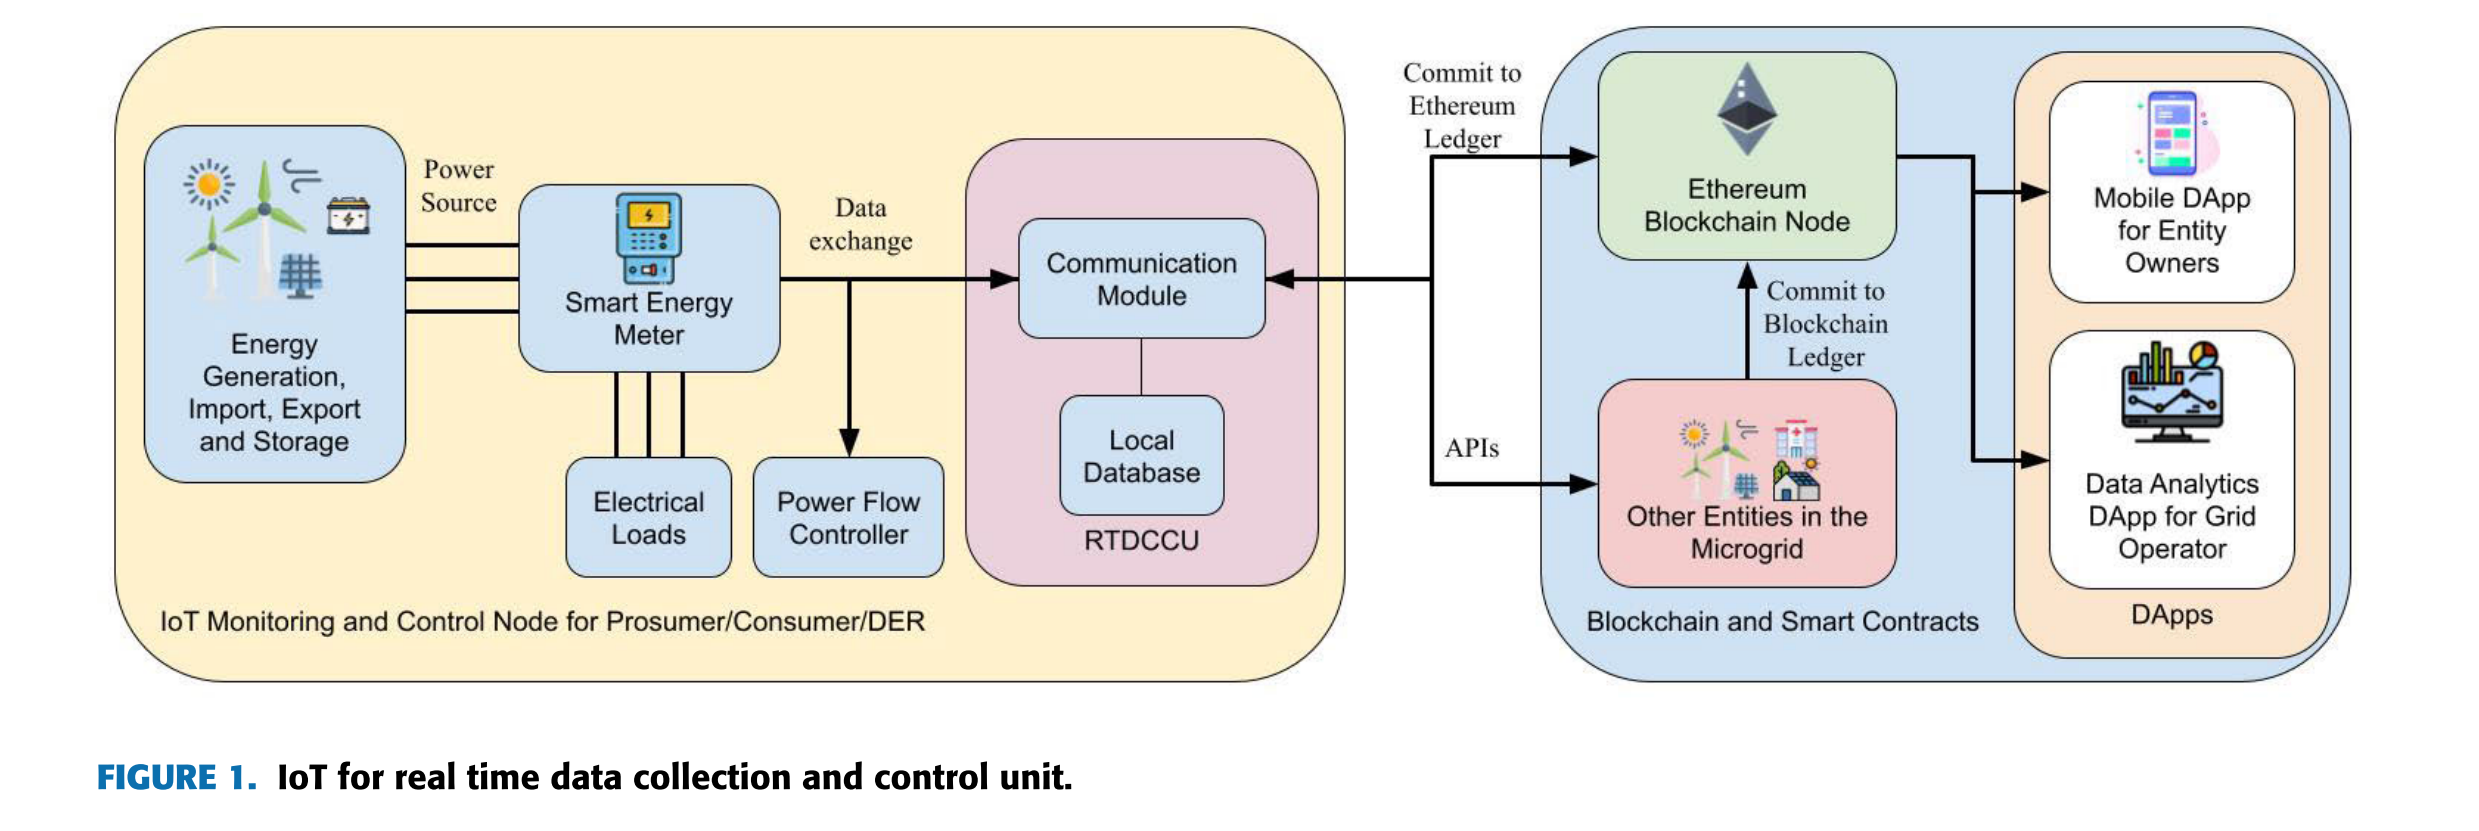 Energy
Generation,
Import, Export
and Storage
Power
Source
Smart Energy
Meter
Electrical
Loads
Data
exchange
Power Flow
Controller
Communication
Module
Local
Database
RTDCCU
IoT Monitoring and Control Node for Prosumer/Consumer/DER
Commit to
Ethereum
Ledger
APIs
Ethereum
Blockchain Node
Commit to
Blockchain
Ledger
Other Entities in the
Microgrid
Blockchain and Smart Contracts
Mobile DApp
for Entity
Owners
Data Analytics
DApp for Grid
Operator
DApps
FIGURE 1. IoT for real time data collection and control unit.